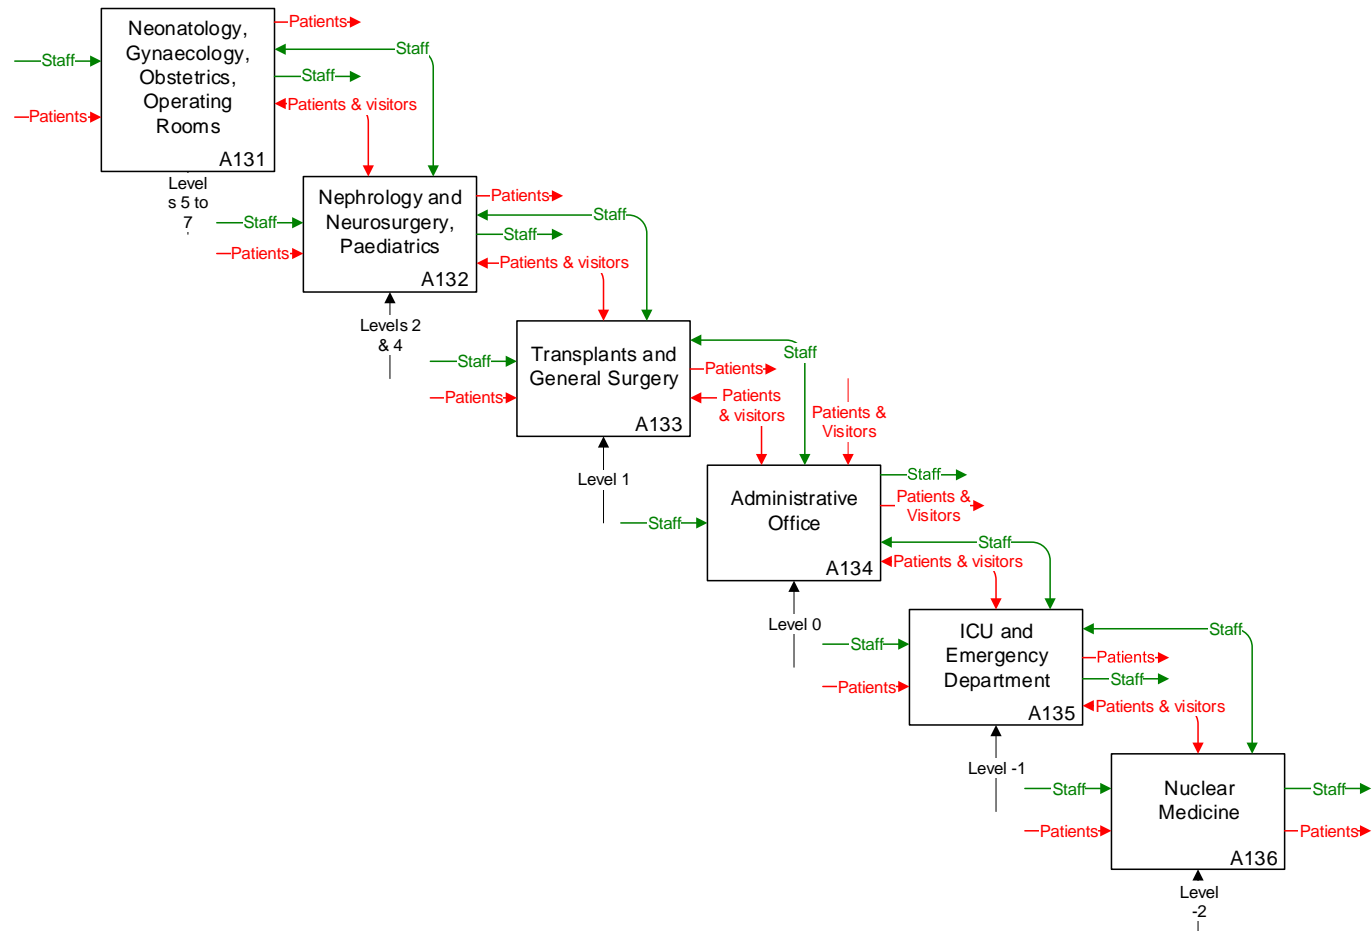 Neonatology,
Gynaecology,
Obstetrics,
Operating
Rooms
A131
Patients
Staff
Staff
Staff
Patients
Patients & visitors
Level
s 5 to
7
Nephrology and
Neurosurgery,
Paediatrics
A132
Patients
Staff
Staff
Staff
Patients
Patients & visitors
Levels 2
& 4
Transplants and
General Surgery
A133
Staff
Staff
Patients
Patients
Patients
& visitors
Patients &
Visitors
Level 1
Administrative
Office
A134
Staff
Patients &
Visitors
Staff
Staff
Patients & visitors
Level 0
ICU and
Emergency
Department
A135
Staff
Staff
Patients
Staff
Patients
Patients & visitors
Level -1
Nuclear
Medicine
A136
Staff
Staff
Patients
Patients
Level
-2